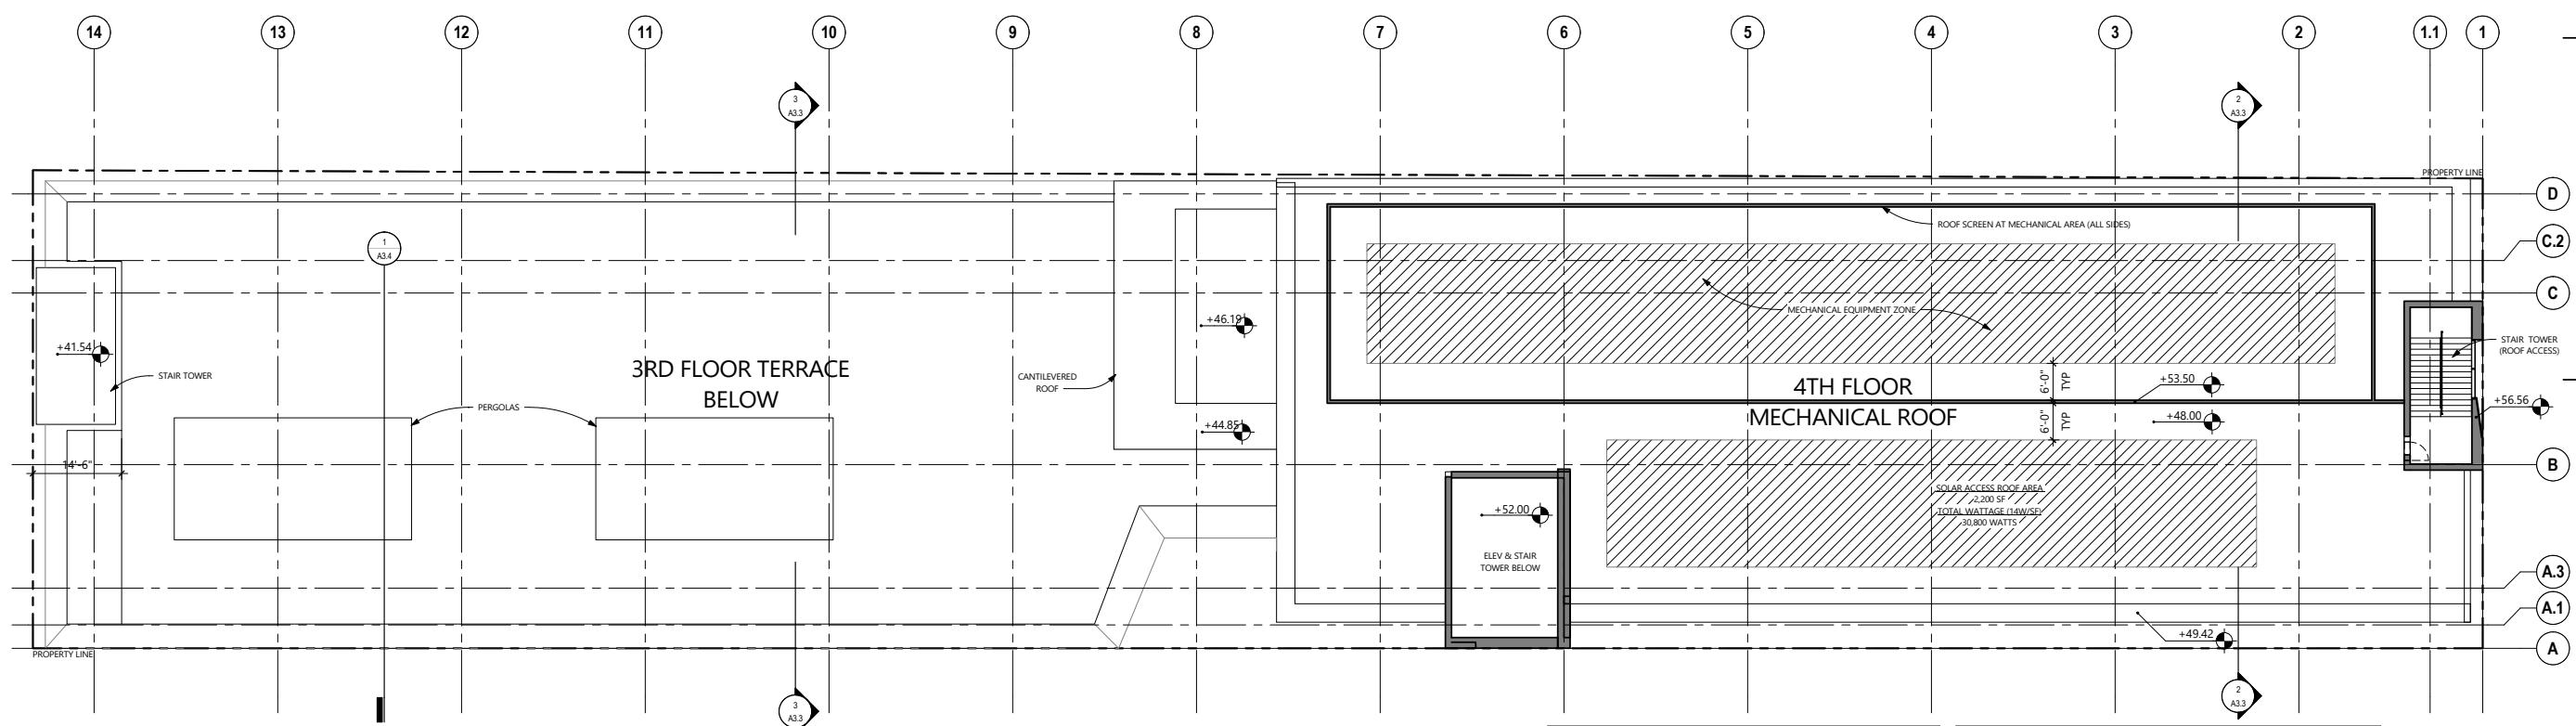 14
13
12
11
10
9
8
7
6
5
4
3
2
1.1
1
3
A3.3
2
A3.3
PROPERTY LINE
D
ROOF SCREEN AT MECHANICAL AREA (ALL SIDES)
C.2
1
A3.4
C
MECHANICAL EQUIPMENT ZONE
+46.19
+41.54
STAIR TOWER
(ROOF ACCESS)
3RD FLOOR TERRACE
BELOW
STAIR TOWER
CANTILEVERED
ROOF
4TH FLOOR
MECHANICAL ROOF
6'-0"
TYP
6'-0"
TYP
+53.50
+48.00
+56.56
PERGOLAS
+44.85
14'-6"
B
SOLAR ACCESS ROOF AREA
2,200 SF
TOTAL WATTAGE (14W/SF)
30,800 WATTS
+52.00
ELEV & STAIR
TOWER BELOW
A.3
A.1
+49.42
A
PROPERTY LINE
3
A3.3
2
A3.3